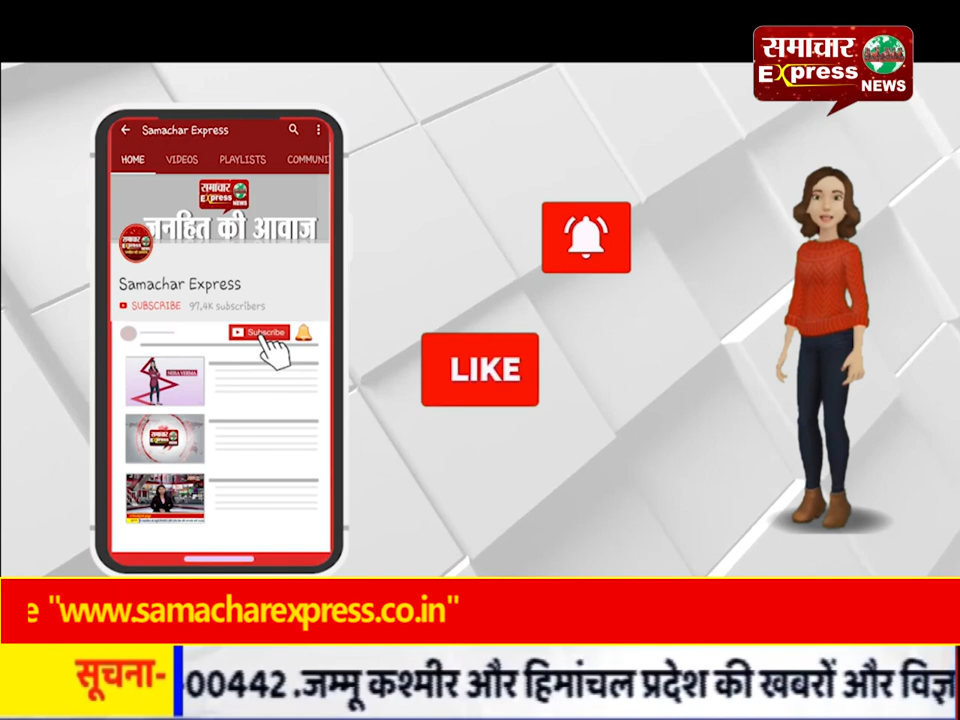 समाचार
Express
NEWS
Samachar Express
HOME VIDEOS PLAYLISTS COMMUNI
समाचार
Express
NEWS
जनहित की आवाज
Samachar Express
SUBSCRIBE 97.4K subscribers
Subscribe
LIKE
e "www.samacharexpress.co.in"
सूचना- 00442.जम्मू कश्मीर और हिमांचल प्रदेश की खबरों और विज्ञ